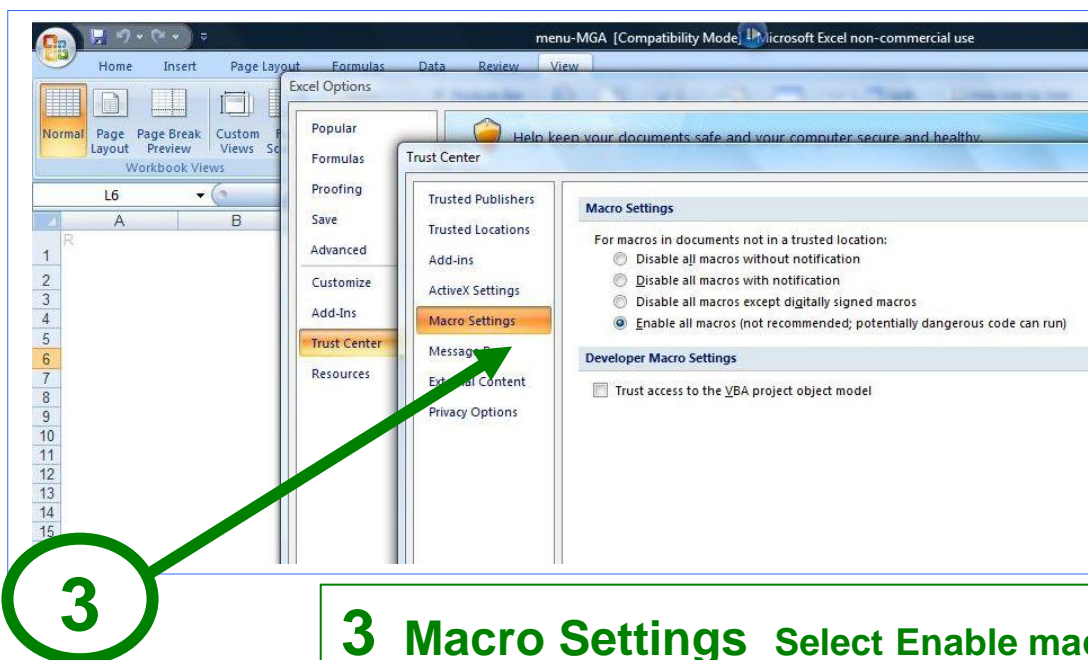 menu-MGA [Compatibility Mode] Microsoft Excel non-commercial use
Home Insert Page Layout Formulas Data Review View
Normal Page Layout Page Break Preview Custom Views
Workbook Views
L6
A B
R
1
2
3
4
5
6
7
8
9
10
11
12
13
14
15
Excel Options
Popular
Formulas
Proofing
Save
Advanced
Customize
Add-Ins
Trust Center
Resources
Help keep your documents safe and your computer secure and healthy.
Trust Center
Trusted Publishers
Trusted Locations
Add-ins
ActiveX Settings
Macro Settings
Message
External Content
Privacy Options
Macro Settings
For macros in documents not in a trusted location:
Disable all macros without notification
Disable all macros with notification
Disable all macros except digitally signed macros
Enable all macros (not recommended; potentially dangerous code can run)
Developer Macro Settings
Trust access to the VBA project object model
3
3 Macro Settings Select Enable mac